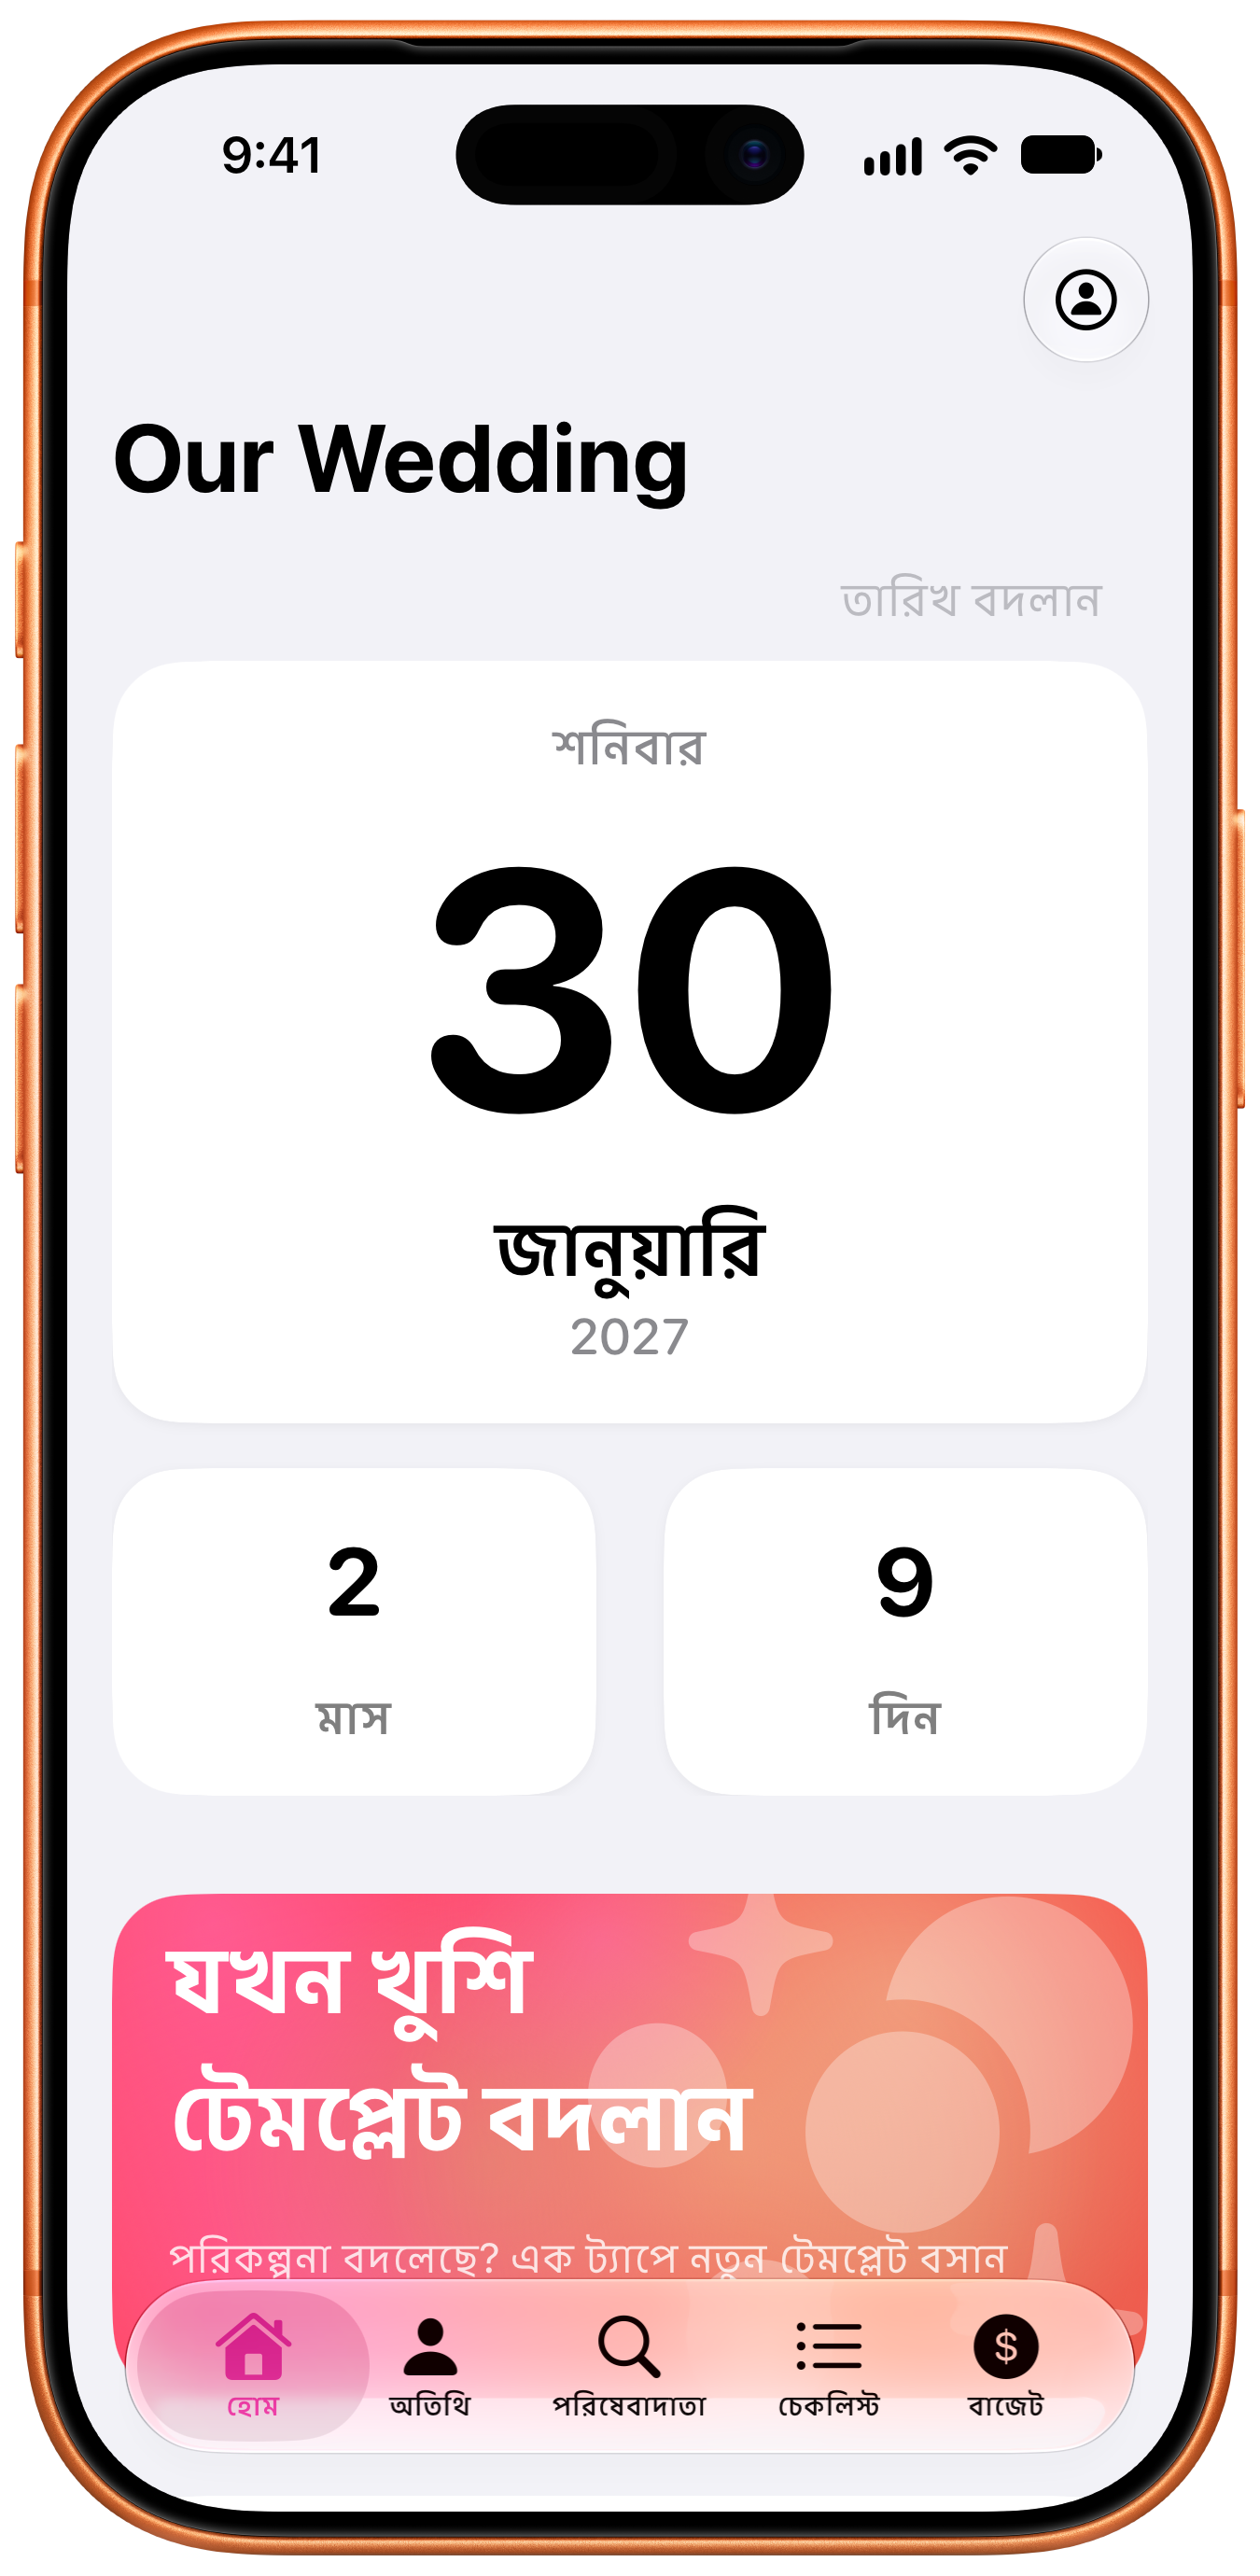 9:41
Our Wedding
তারিখ বদলান
শনিবার
30
জানুয়ারি
2027
2
মাস
9
দিন
যখন খুশি
টেমপ্লেট বদলান
পরিকল্পনা বদলেছে? এক ট্যাপে নতুন টেমপ্লেট বসান
হোম
অতিথি
পরিষেবাদাতা
চেকলিস্ট
বাজেট